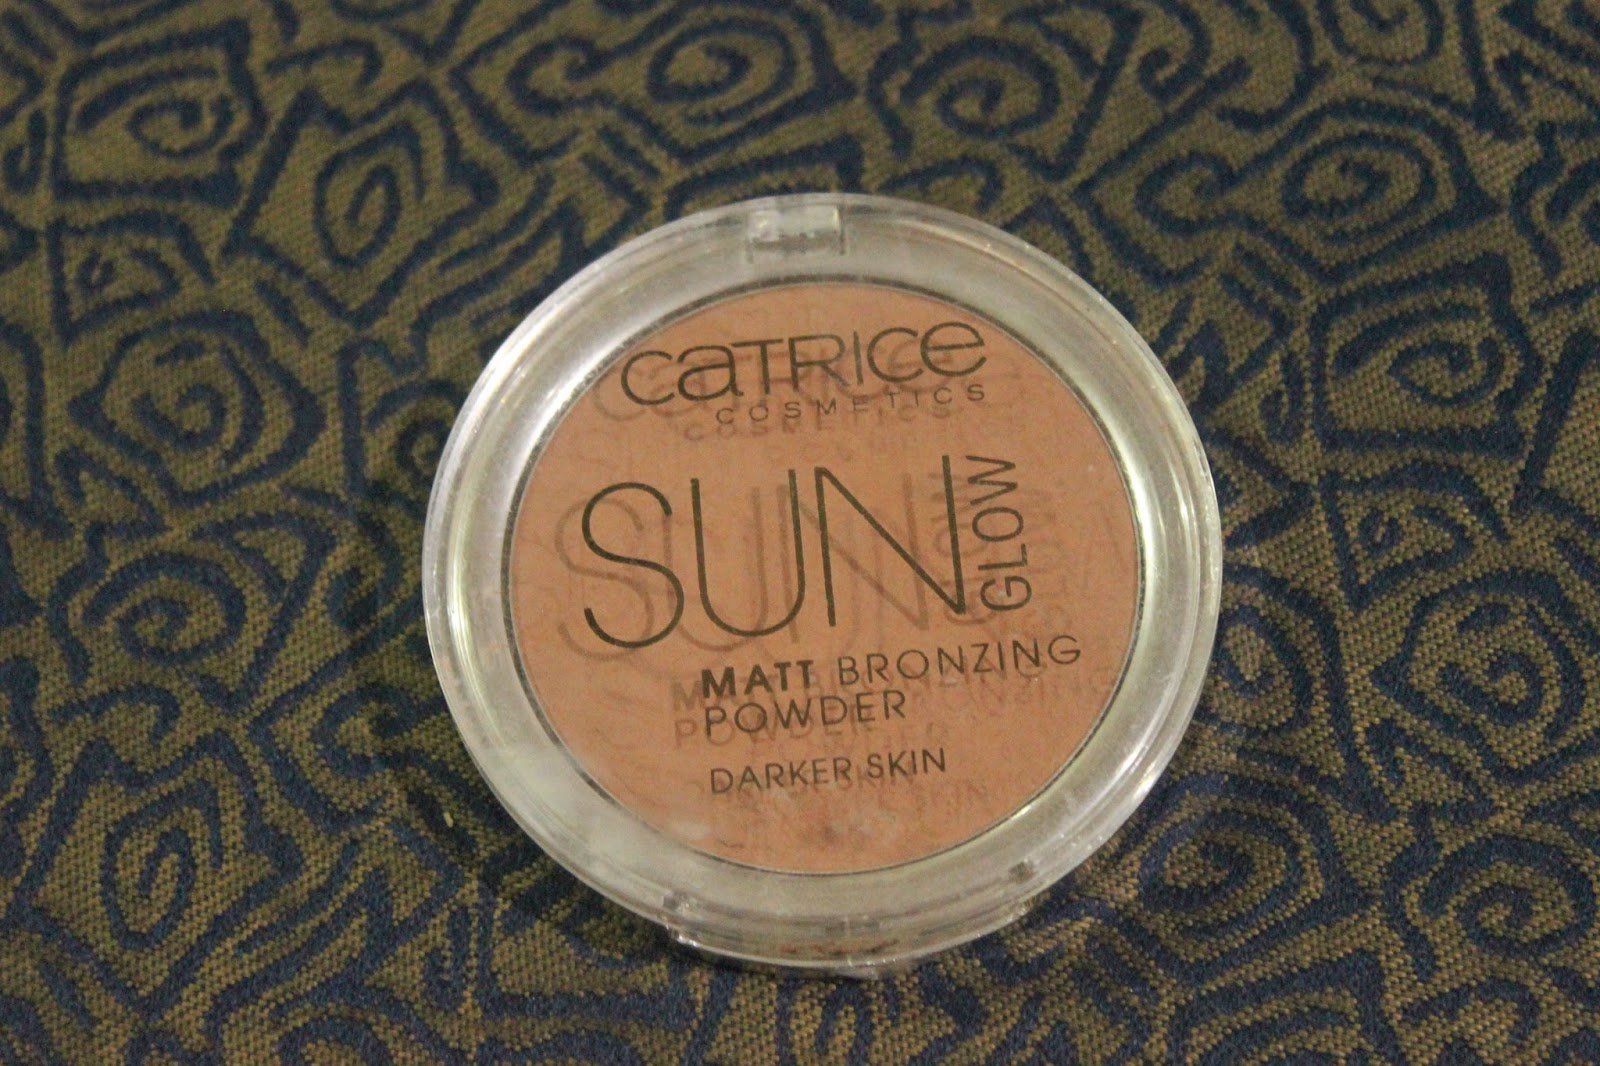 CATRICE
COSMETICS
SUN
GLOW
MATT BRONZING
POWDER
DARKER SKIN